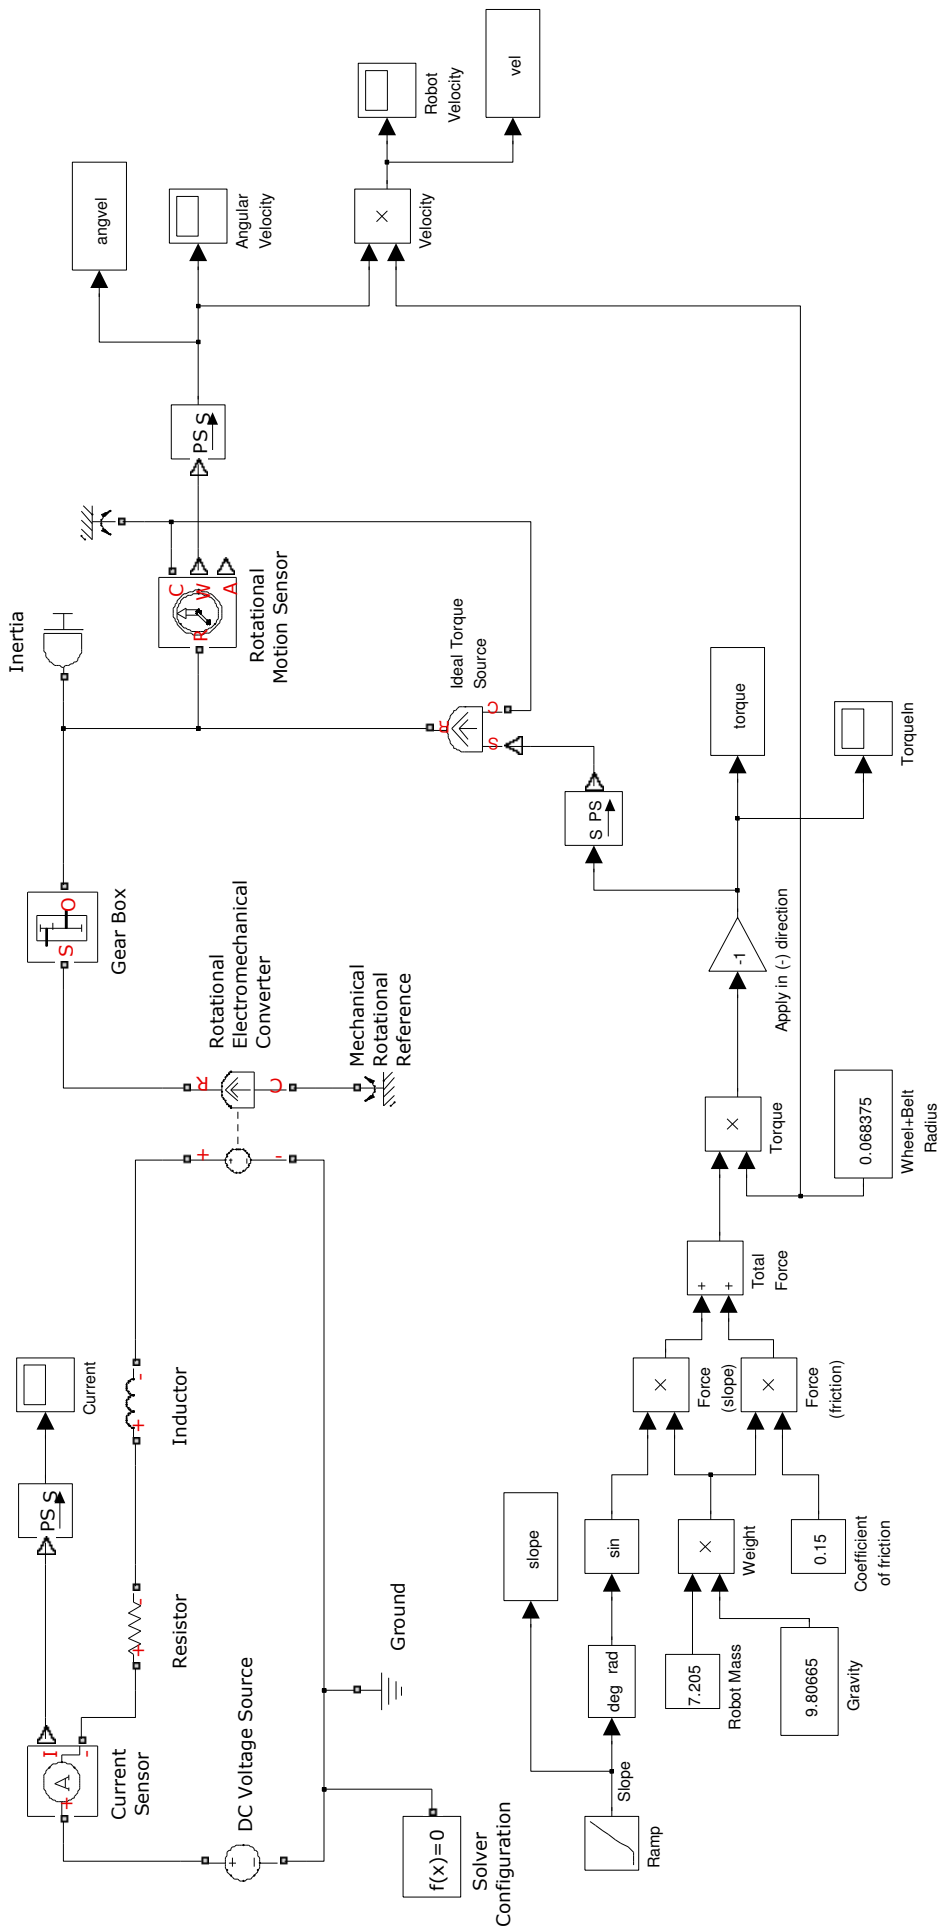 Current
Sensor
I
+
-
A
PS S
Current
Resistor
+
-
Inductor
+
-
DC Voltage Source
+
-
f(x)=0
Solver
Configuration
Ground
+
-
R
C
Rotational
Electromechanical
Converter
Mechanical
Rotational
Reference
S
O
Gear Box
Inertia
C
W
A
R
Rotational
Motion Sensor
PS S
angvel
Angular
Velocity
R
S
C
Ideal Torque
Source
S PS
×
Velocity
Robot
Velocity
vel
Ramp
Slope
slope
deg rad
sin
7.205
Robot Mass
9.80665
Gravity
×
Weight
0.15
Coefficient
of friction
×
Force
(slope)
×
Force
(friction)
+
+
Total
Force
×
Torque
0.068375
Wheel+Belt
Radius
-1
Apply in (-) direction
torque
TorqueIn